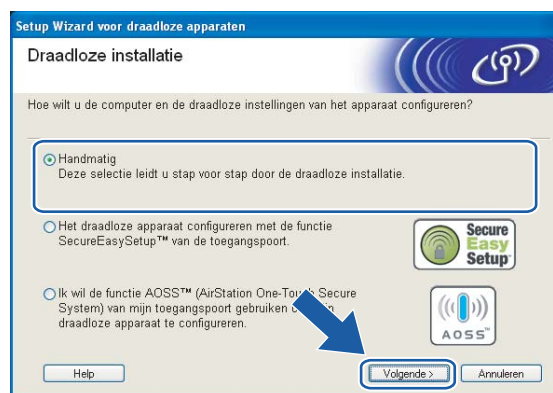 Setup Wizard voor draadloze apparaten
Draadloze installatie
Hoe wilt u de computer en de draadloze instellingen van het apparaat configureren?
Handmatig
Deze selectie leidt u stap voor stap door de draadloze installatie.
Het draadloze apparaat configureren met de functie
SecureEasySetup™ van de toegangspoort.
Secure
Easy
Setup
Ik wil de functie AOSS™ (AirStation One-Touch Secure
System) van mijn toegangspoort gebruiken
draadloze apparaat te configureren.
AOSS™
Help
Volgende >
Annuleren